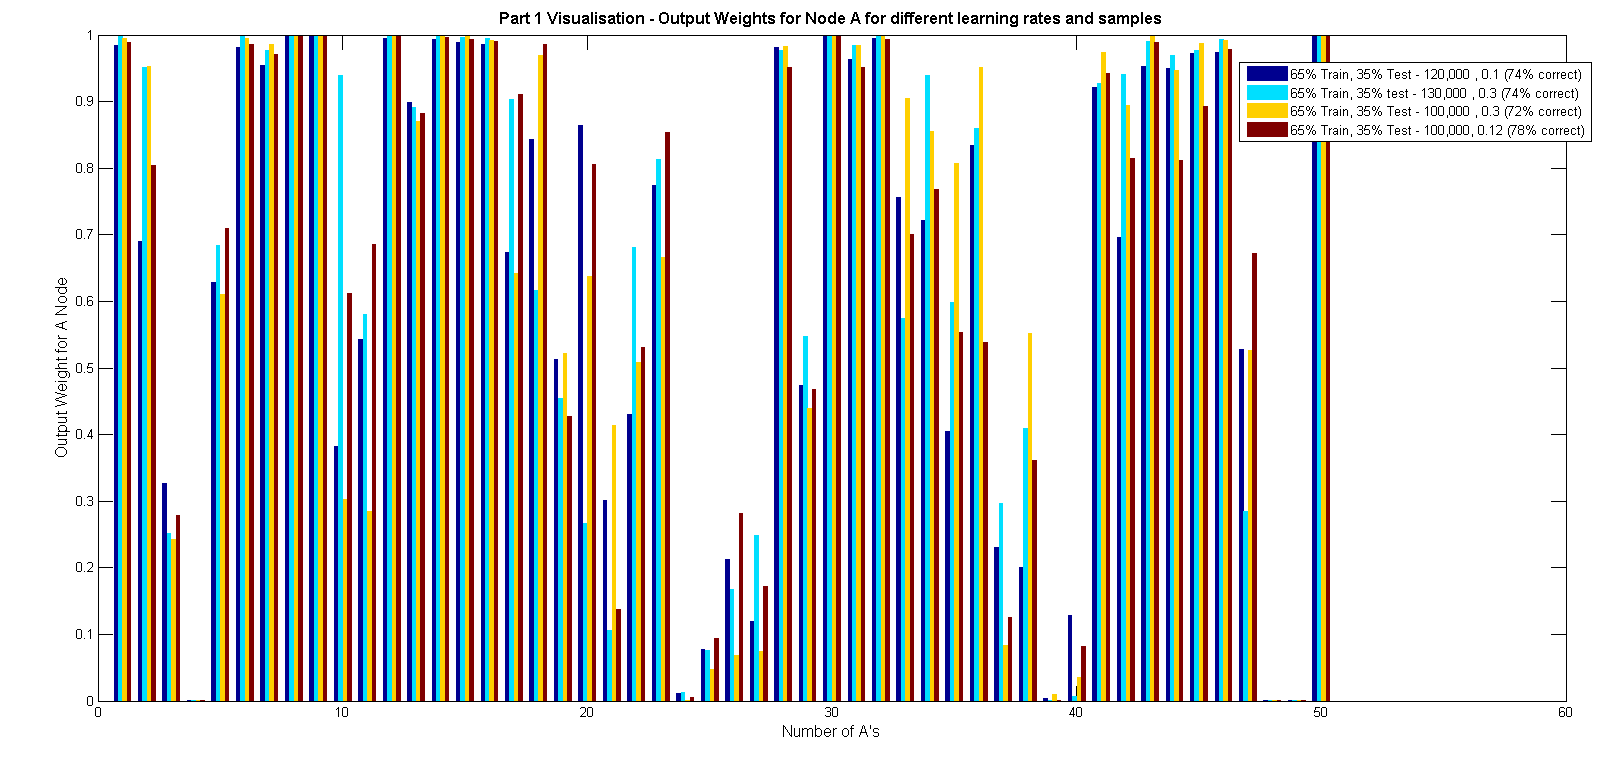 Part 1 Visualisation - Output Weights for Node A for different learning rates and samples
65% Train, 35% Test - 120,000 , 0.1 (74% correct)
65% Train, 35% test - 130,000 , 0.3 (74% correct)
65% Train, 35% Test - 100,000 , 0.3 (72% correct)
65% Train, 35% Test - 100,000, 0.12 (78% correct)
Output Weight for A Node
1
0.9
0.8
0.7
0.6
0.5
0.4
0.3
0.2
0.1
0
0 10 20 30 40 50 60
Number of A's